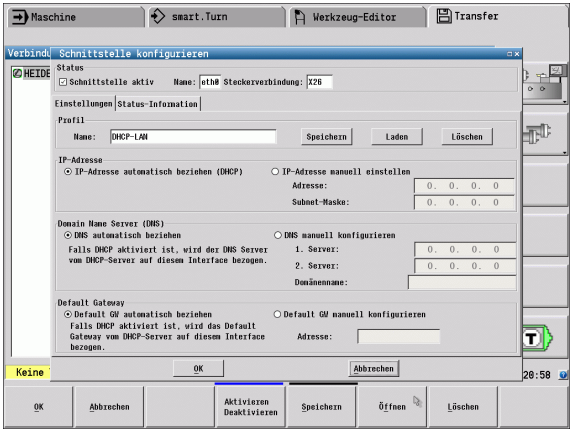 Maschine
smart.Turn
Werkzeug-Editor
Transfer
Verbindu
Schnittstelle konfigurieren
HEIDE
Status
Schnittstelle aktiv Name: eth0 Steckerverbindung: X26
Einstellungen Status-Information
Profil
Name: DHCP-LAN Speichern Laden Löschen
IP-Adresse
IP-Adresse automatisch beziehen (DHCP)
IP-Adresse manuell einstellen
Adresse: 0. 0. 0. 0
Subnet-Maske: 0. 0. 0. 0
Domain Name Server (DNS)
DNS automatisch beziehen
Falls DHCP aktiviert ist, wird der DNS Server
vom DHCP-Server auf diesem Interface bezogen.
DNS manuell konfigurieren
1. Server: 0. 0. 0. 0
2. Server: 0. 0. 0. 0
Domänenname:
Default Gateway
Default GW automatisch beziehen
Falls DHCP aktiviert ist, wird das Default
Gateway vom DHCP-Server auf diesem Interface
bezogen.
Default GW manuell konfigurieren
Adresse:
OK Abbrechen
T
Keine
20:58
OK
Abbrechen
Aktivieren
Deaktivieren
Speichern
Öffnen
Löschen